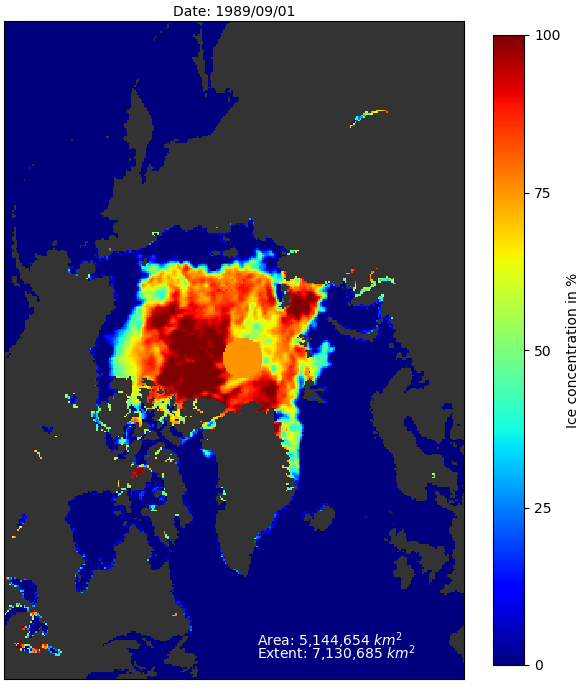 Date: 1989/09/01
100
75
50
25
0
Ice concentration in %
Area: 5,144,654 km²
Extent: 7,130,685 km²